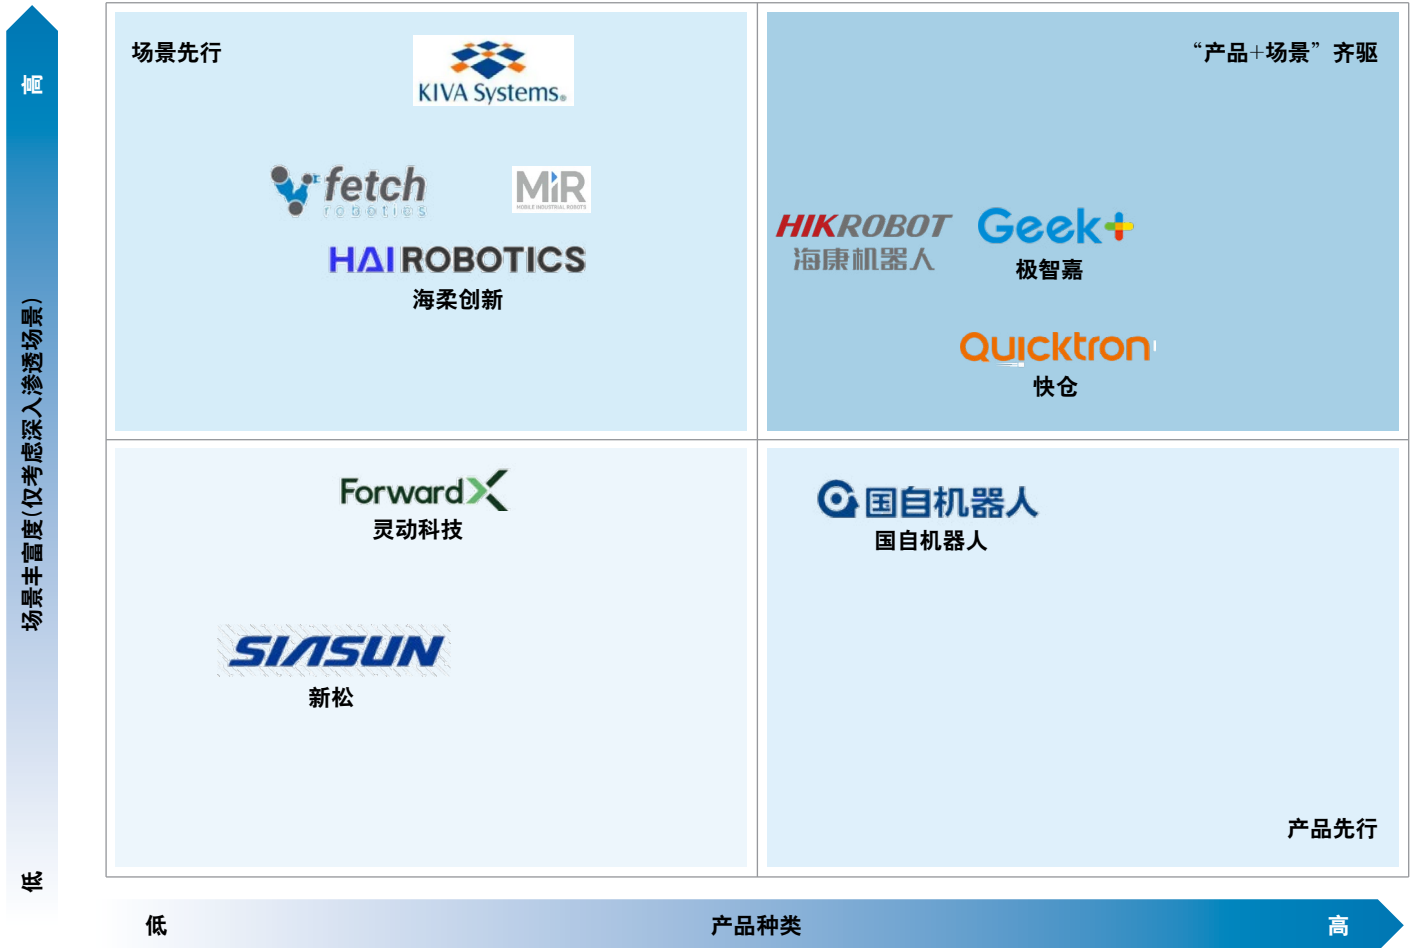 高
场景丰富度(仅考虑深入渗透场景)
低
场景先行
KIVA Systems®
fetch
robotics
MiR
MOBILE INDUSTRIAL ROBOTS
HAI ROBOTICS
海柔创新
“产品+场景”齐驱
HIKROBOT
海康机器人
Geek+
极智嘉
Quicktron
快仓
ForwardX
灵动科技
SIASUN
新松
国自机器人
国自机器人
产品先行
低
产品种类
高